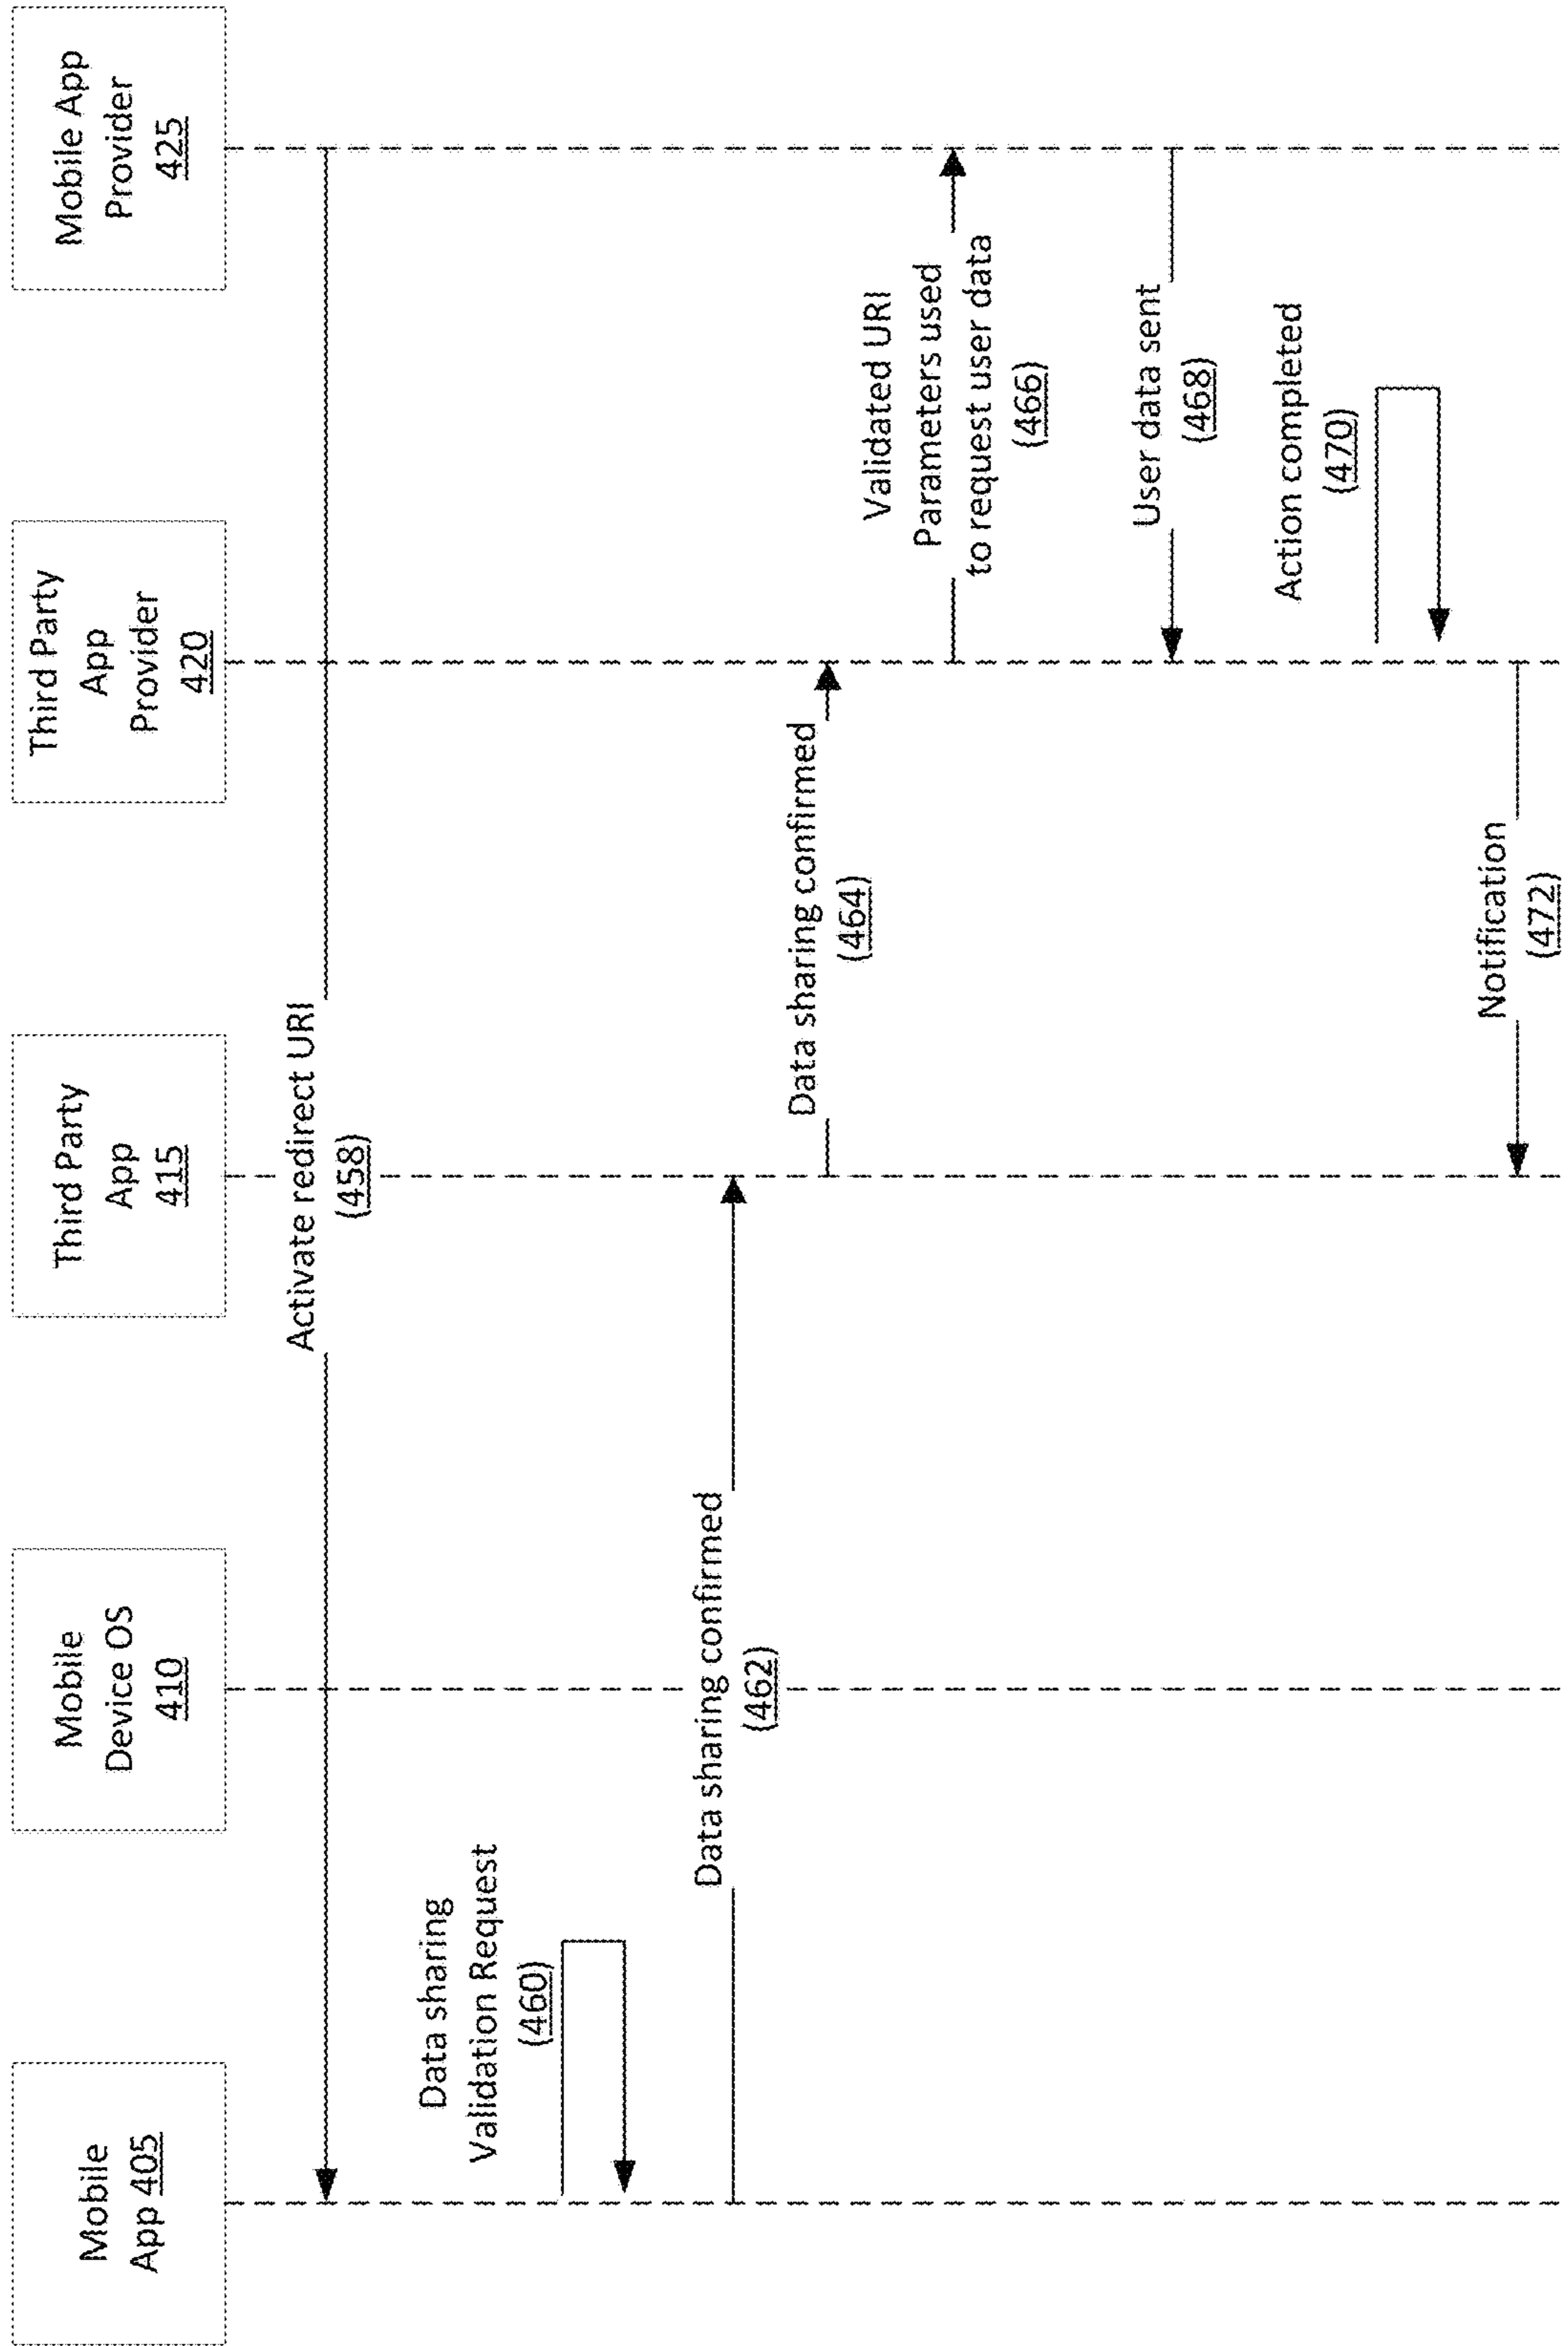 Mobile
App 405
Mobile
Device OS
410
Third Party
App
415
Third Party
App
Provider
420
Mobile App
Provider
425
Activate redirect URI
(458)
Data sharing
Validation Request
(460)
Data sharing confirmed
(462)
Data sharing confirmed
(464)
Validated URI
Parameters used
to request user data
(466)
User data sent
(468)
Action completed
(470)
Notification
(472)